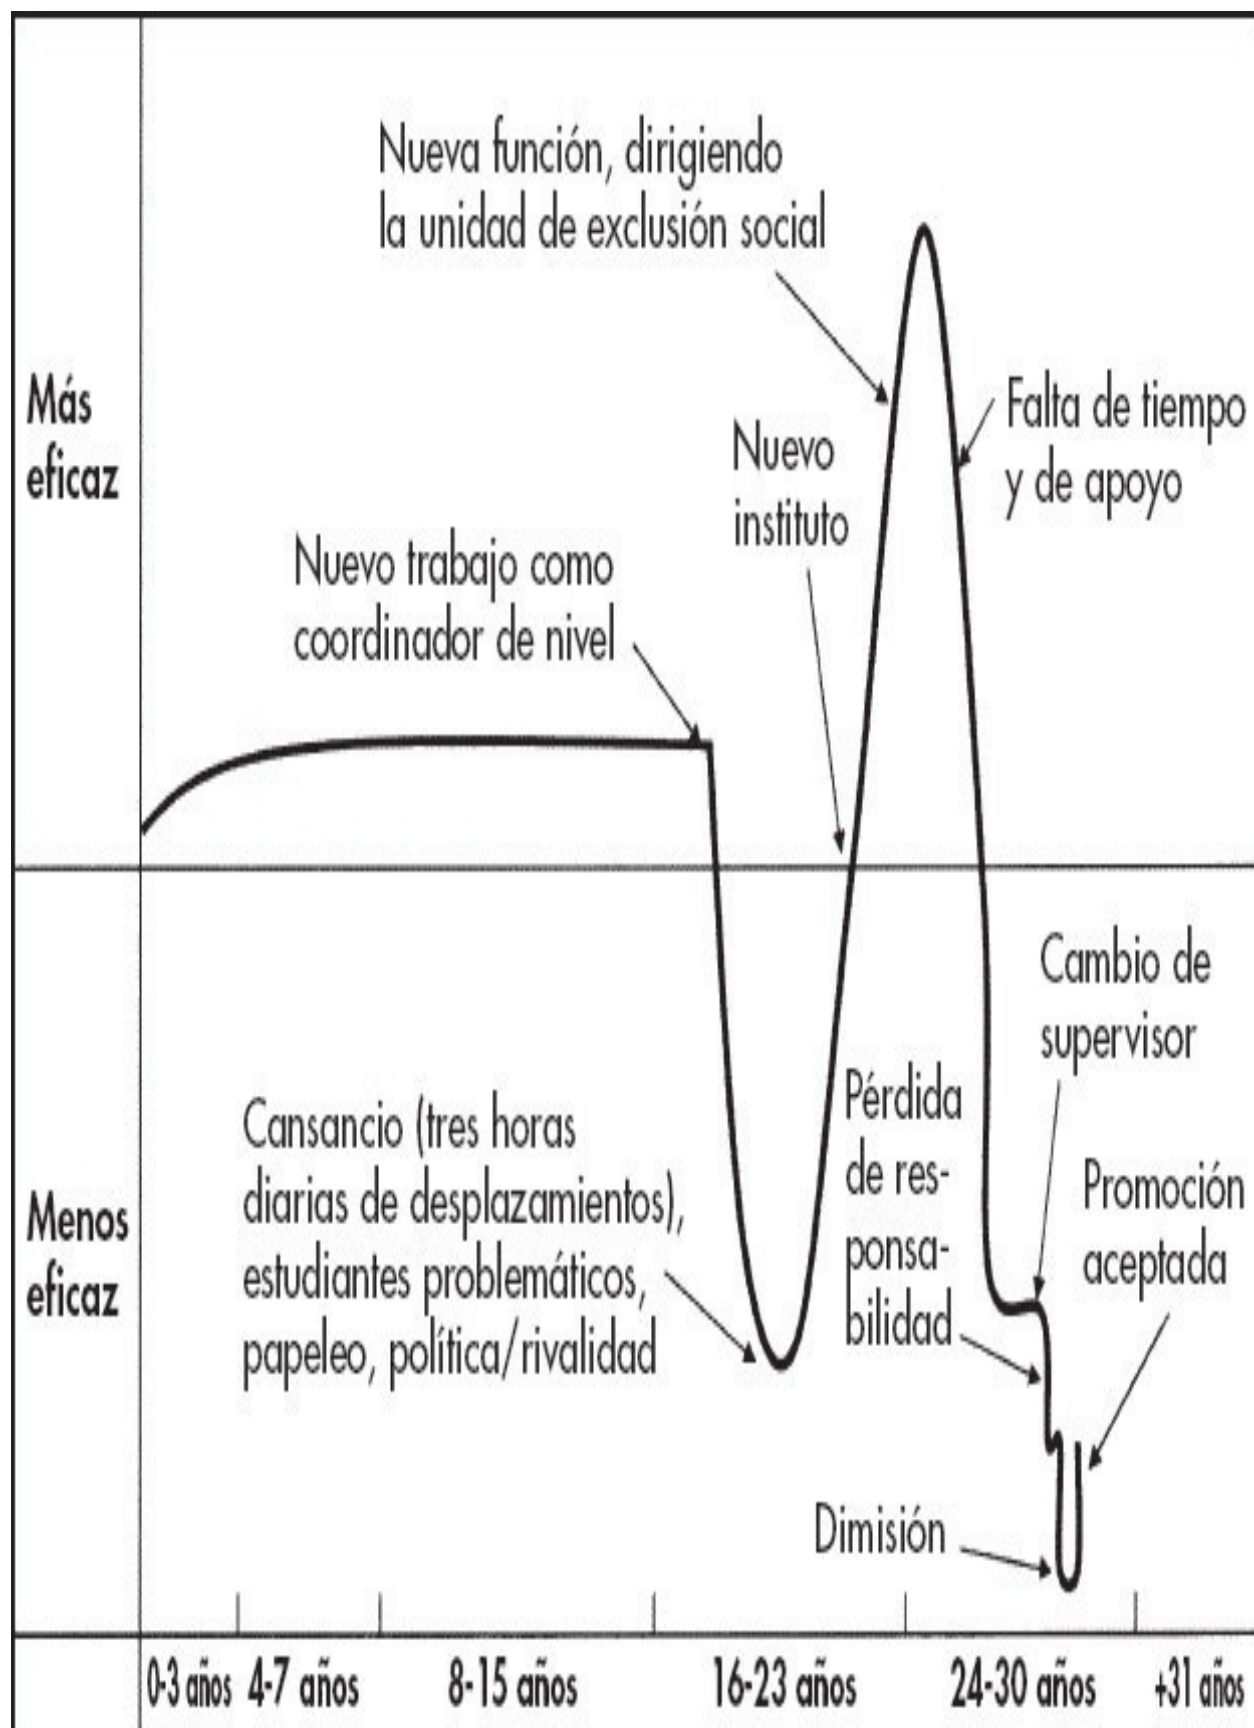 Nueva función, dirigiendo
la unidad de exclusión social
Más
eficaz
Falta de tiempo
y de apoyo
Nuevo
instituto
Nuevo trabajo como
coordinador de nivel
Cambio de
supervisor
Pérdida
de res-
ponsa-
bilidad
Cansancio (tres horas
diarias de desplazamientos),
estudiantes problemáticos,
papeleo, política/rivalidad
Promoción
aceptada
Menos
eficaz
Dimisión
0-3 años 4-7 años 8-15 años 16-23 años 24-30 años +31 años